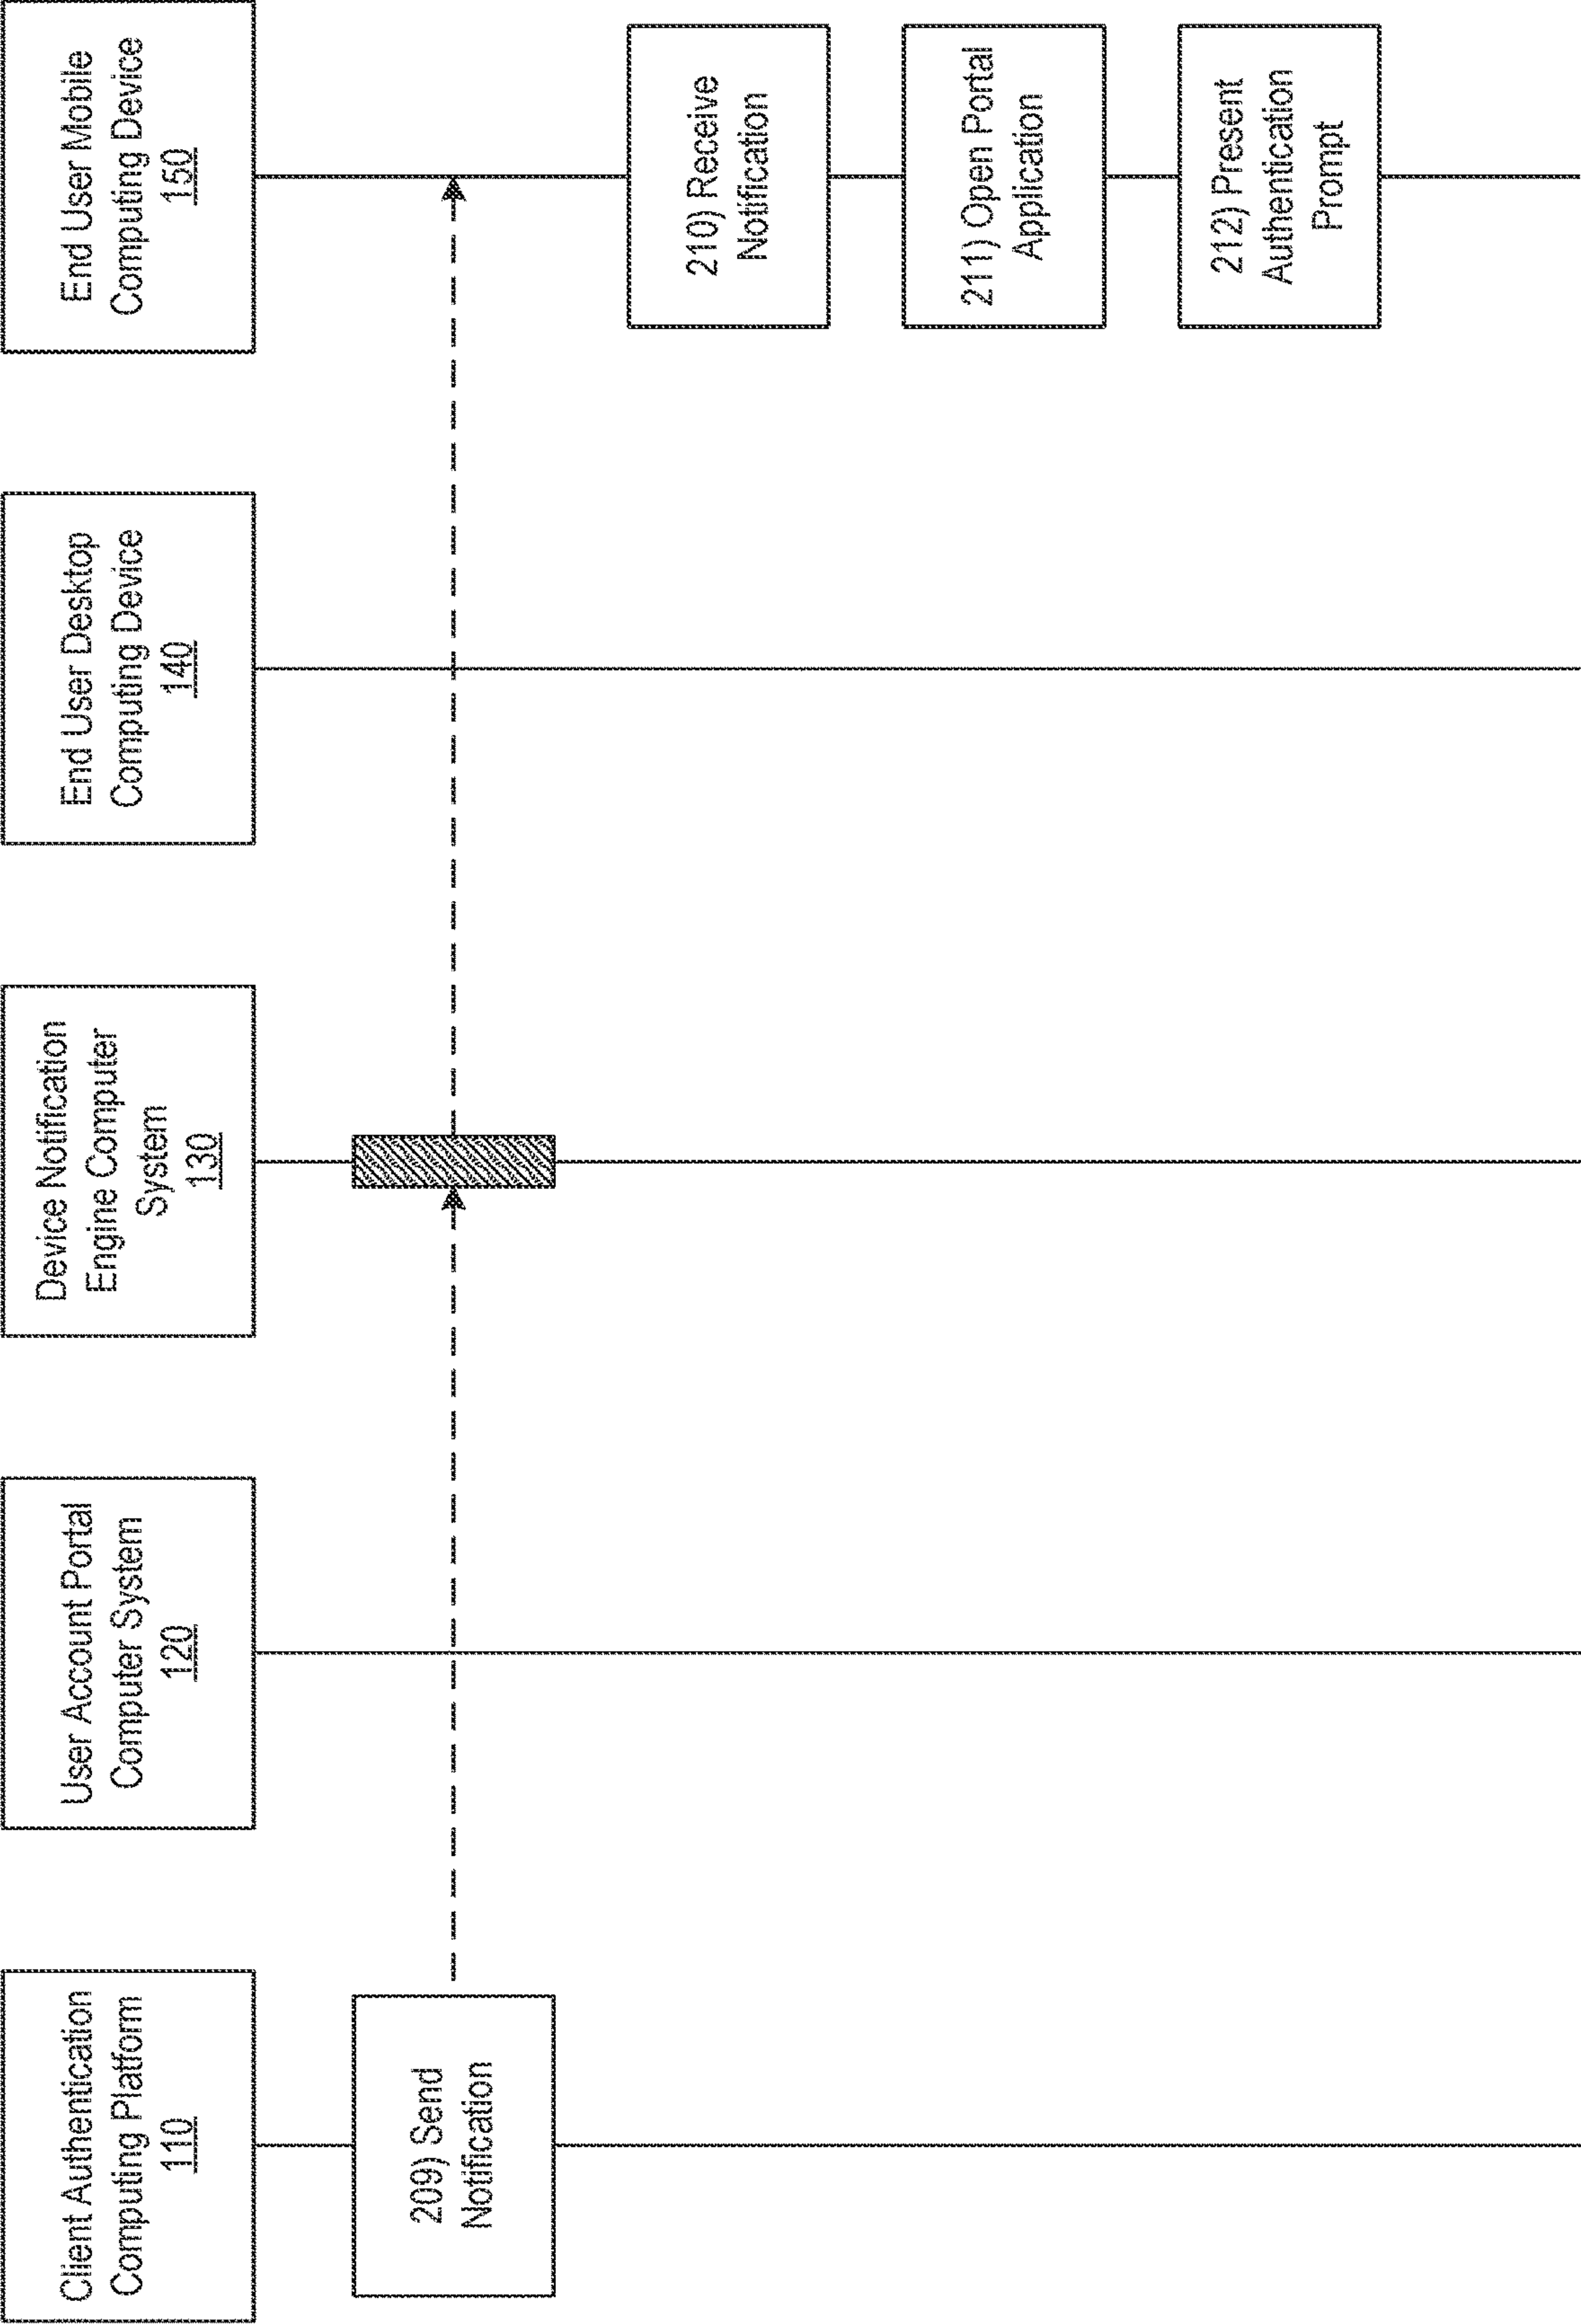 Client Authentication
Computing Platform
110
User Account Portal
Computer System
120
Device Notification
Engine Computer
System
130
End User Desktop
Computing Device
140
End User Mobile
Computing Device
150
209) Send
Notification
210) Receive
Notification
211) Open Portal
Application
212) Present
Authentication
Prompt